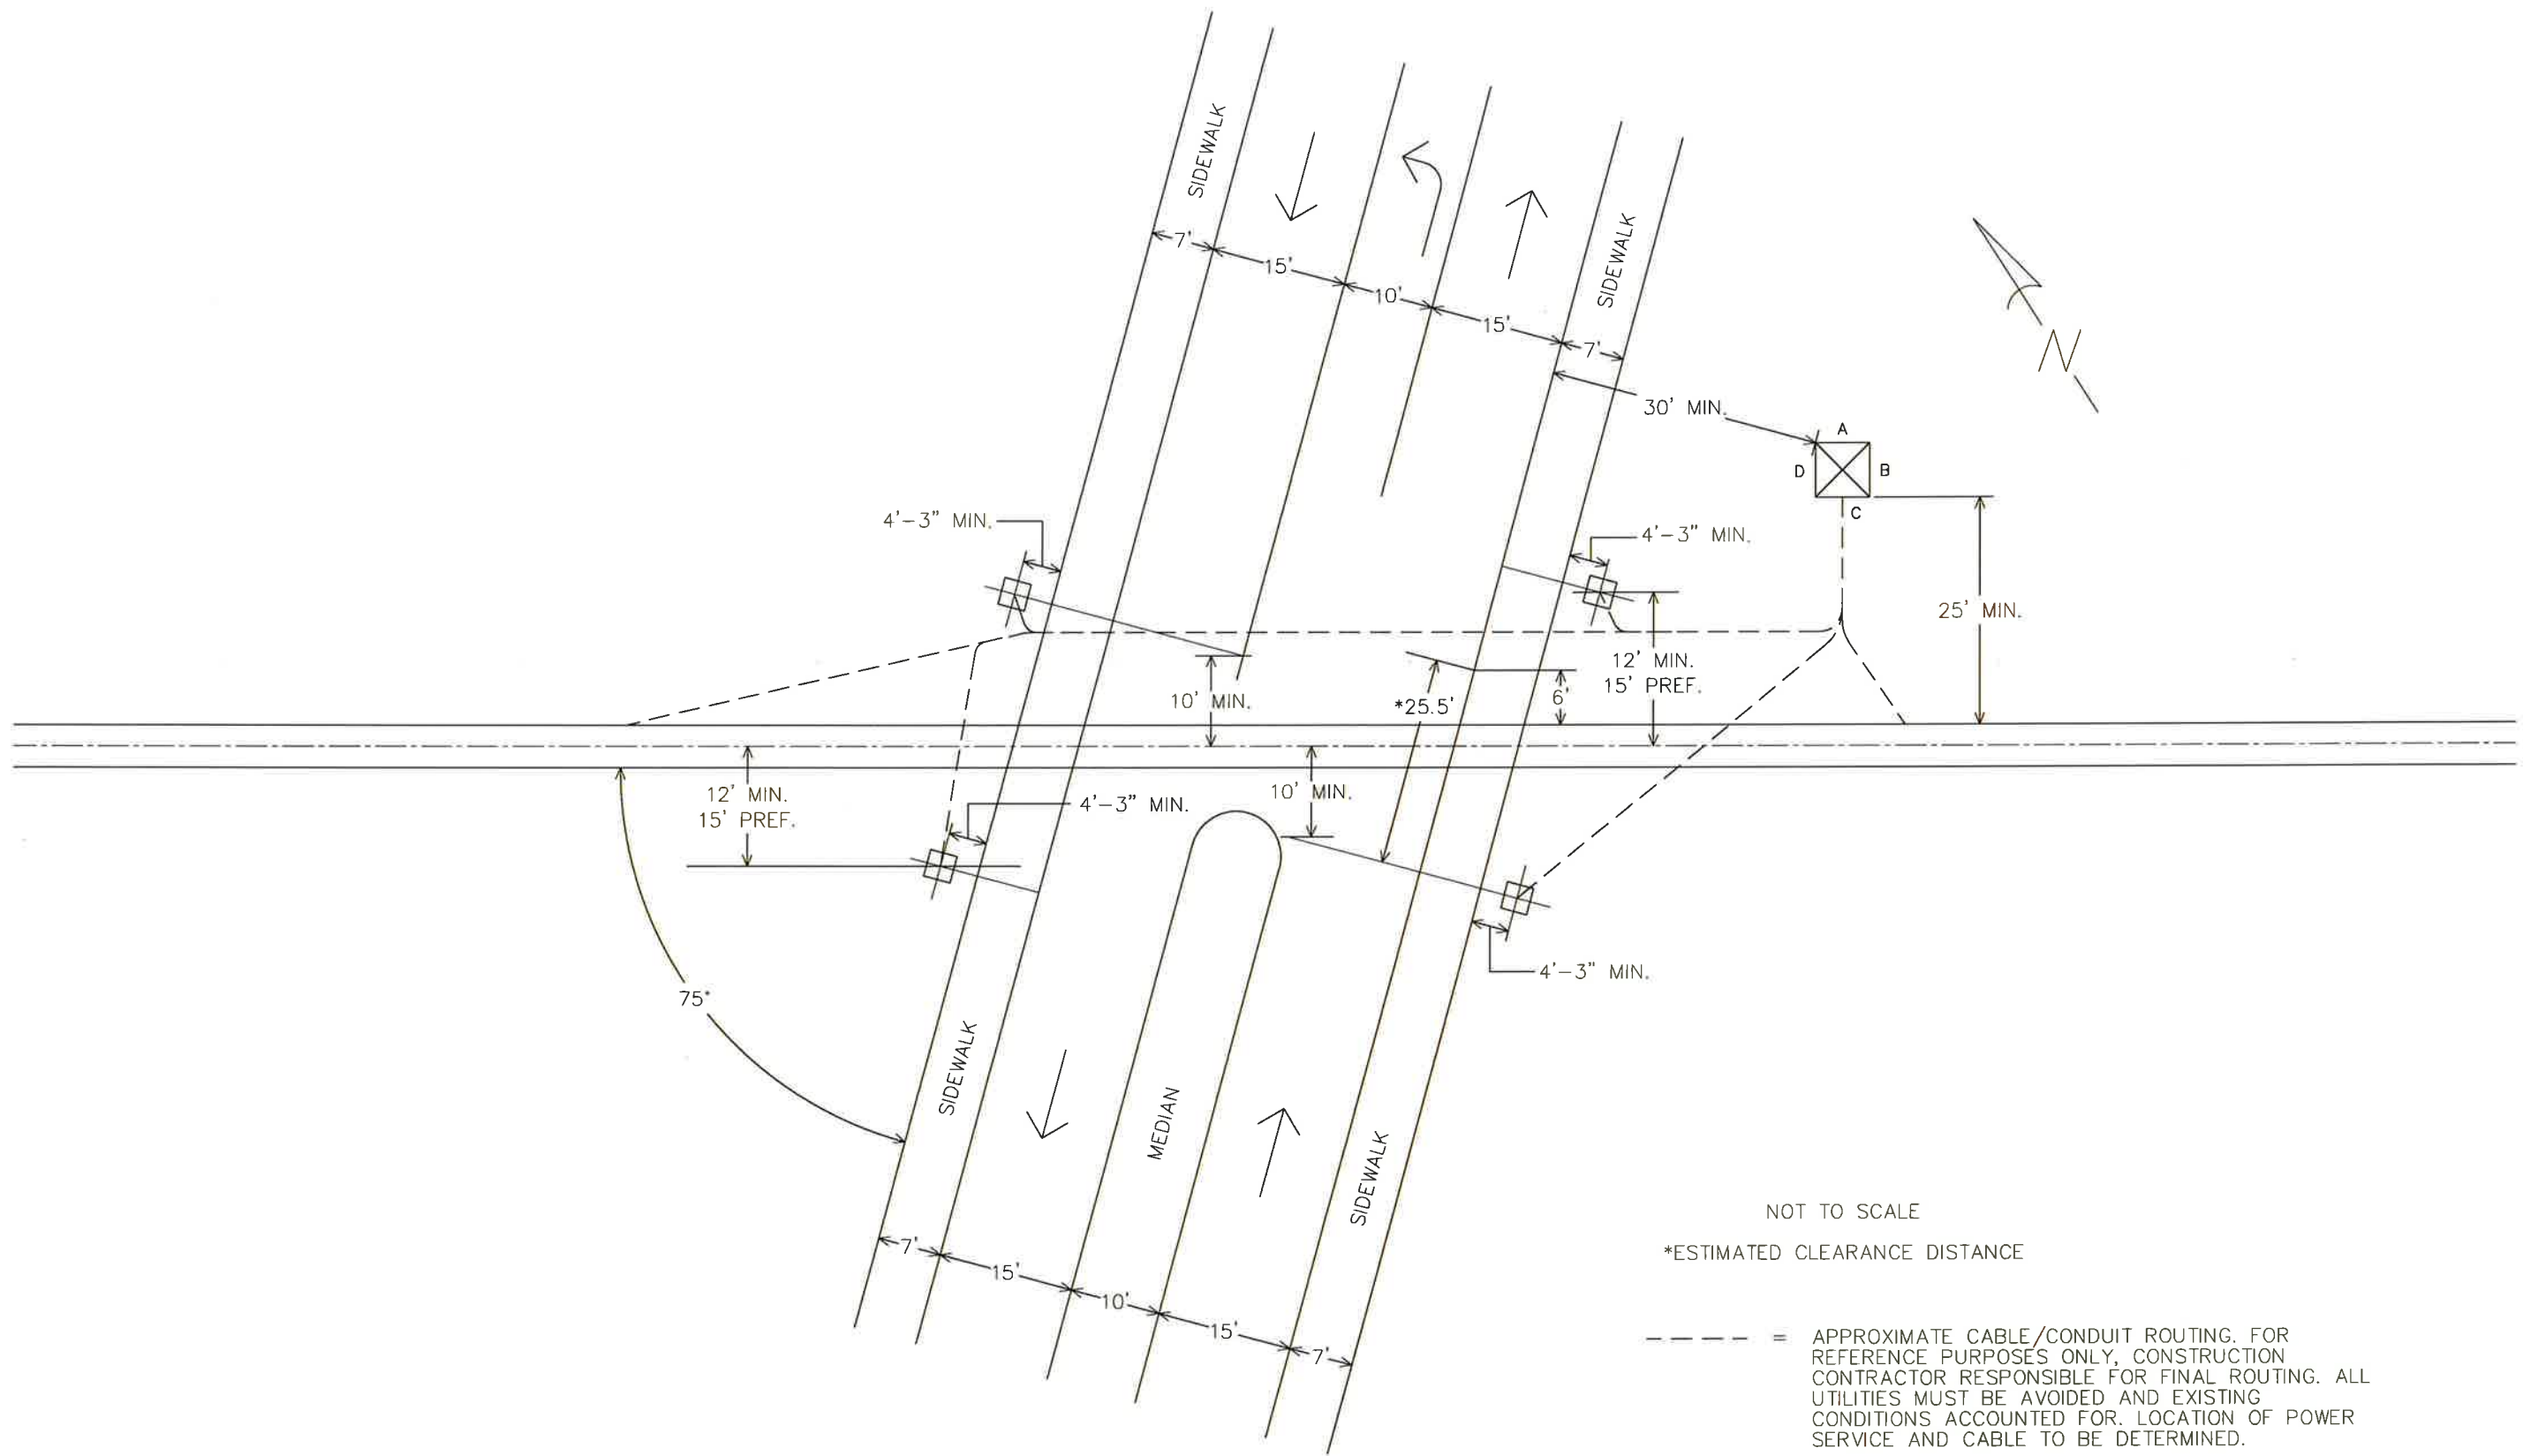 SIDEWALK
SIDEWALK
7'
15'
10'
15'
7'
N
30' MIN.
A
D
B
C
4'-3" MIN.
4'-3" MIN.
25' MIN.
12' MIN.
15' PREF.
10' MIN.
*25.5'
6'
12' MIN.
15' PREF.
4'-3" MIN.
10' MIN.
4'-3" MIN.
75°
SIDEWALK
MEDIAN
SIDEWALK
7'
15'
10'
15'
7'
NOT TO SCALE
*ESTIMATED CLEARANCE DISTANCE
= APPROXIMATE CABLE/CONDUIT ROUTING. FOR
REFERENCE PURPOSES ONLY, CONSTRUCTION
CONTRACTOR RESPONSIBLE FOR FINAL ROUTING. ALL
UTILITIES MUST BE AVOIDED AND EXISTING
CONDITIONS ACCOUNTED FOR. LOCATION OF POWER
SERVICE AND CABLE TO BE DETERMINED.